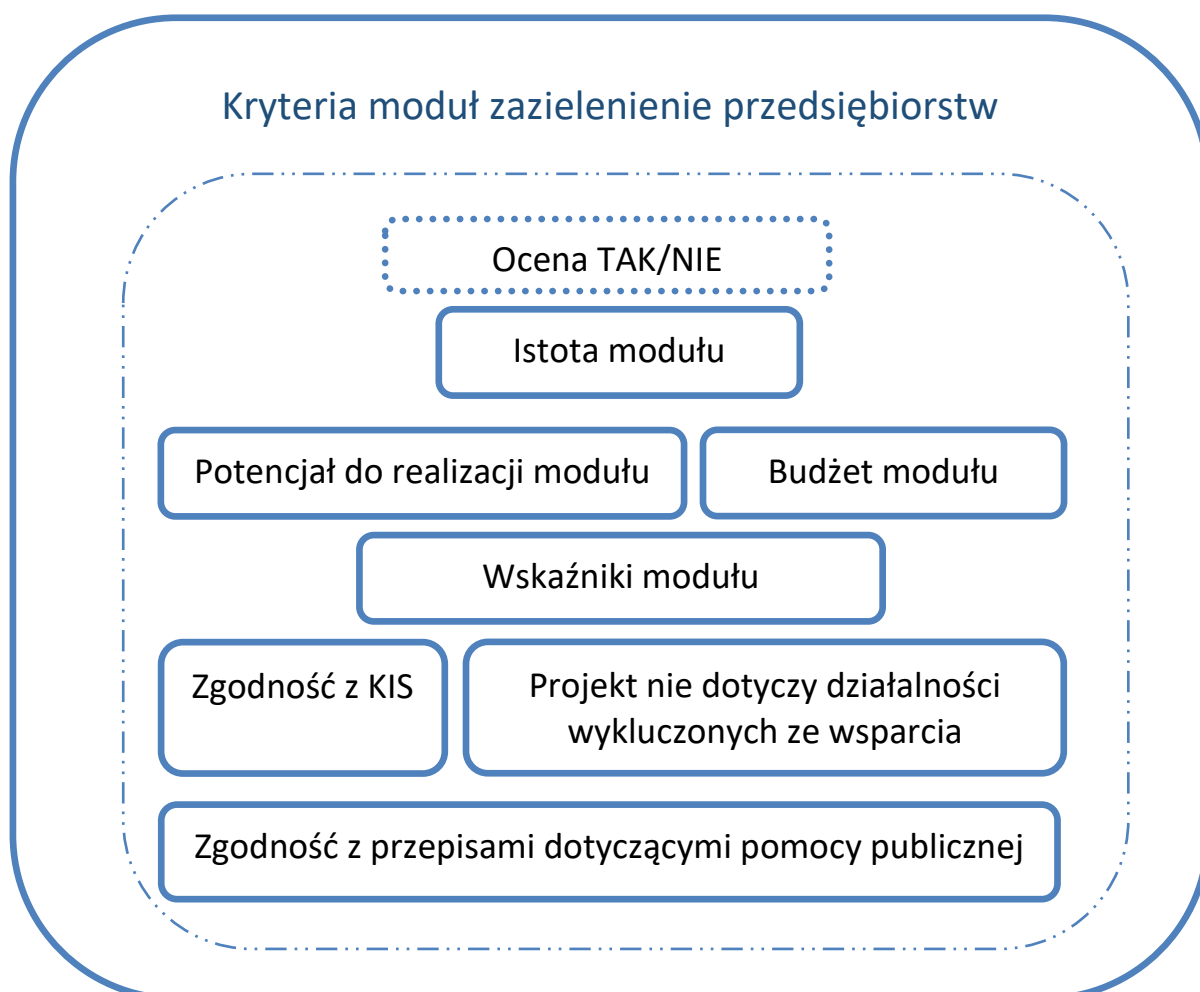 Kryteria moduł zazielenienie przedsiębiorstw
Ocena TAK/NIE
Istota modułu
Potencjał do realizacji modułu
Budżet modułu
Wskaźniki modułu
Zgodność z KIS
Projekt nie dotyczy działalności
wykluczonych ze wsparcia
Zgodność z przepisami dotyczącymi pomocy publicznej